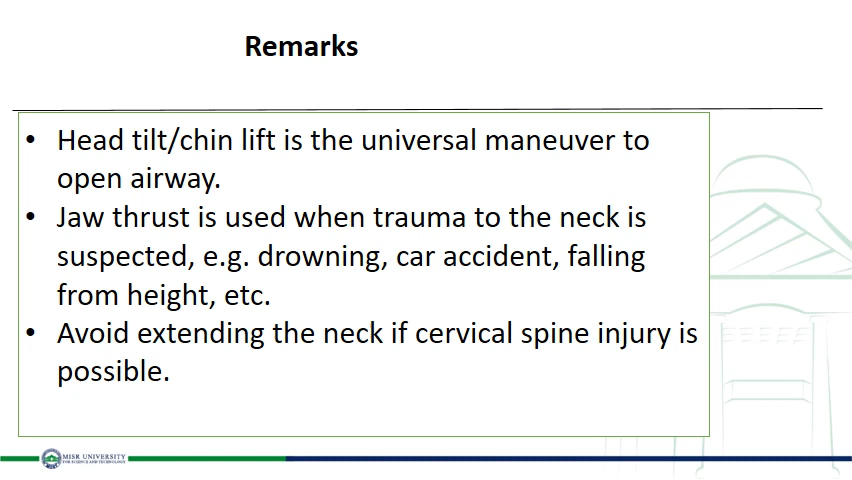 Remarks
• Head tilt/chin lift is the universal maneuver to
open airway.
• Jaw thrust is used when trauma to the neck is
suspected, e.g. drowning, car accident, falling
from height, etc.
• Avoid extending the neck if cervical spine injury is
possible.
MISR UNIVERSITY
FOR SCIENCE AND TECHNOLOGY